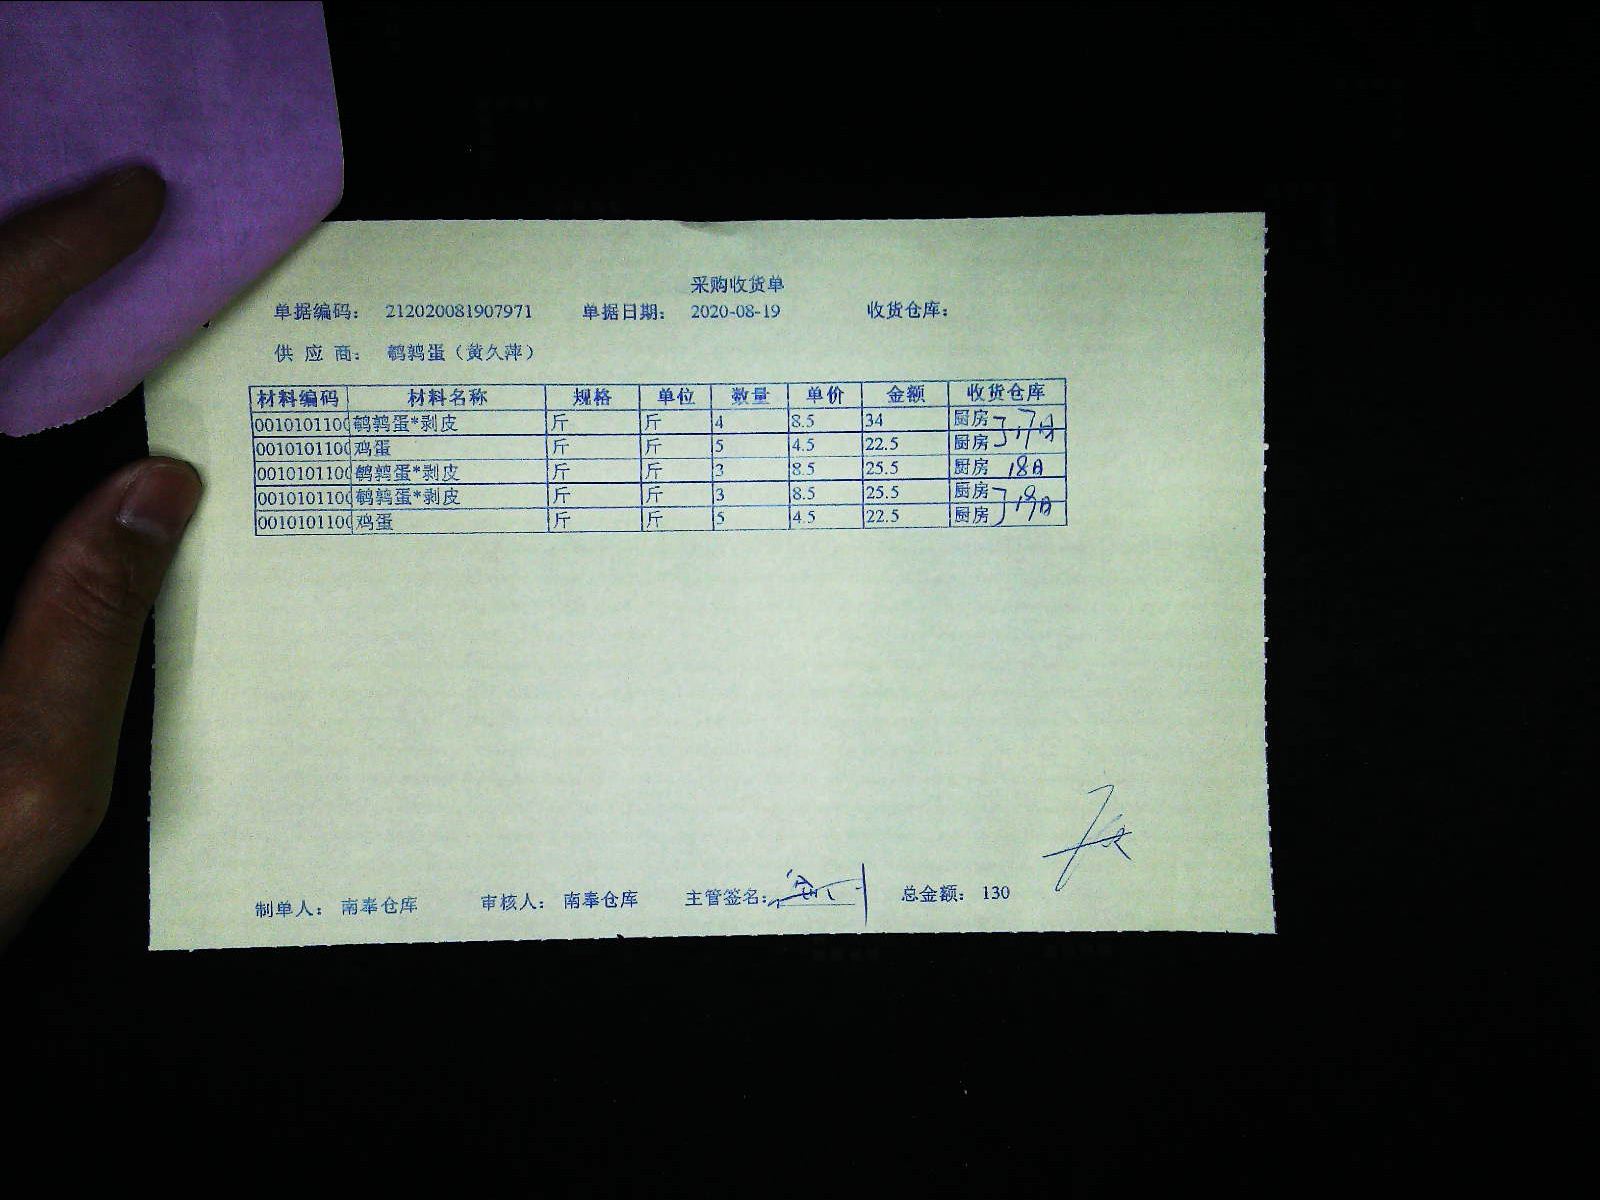 采购收货单
单据编码： 212020081907971 单据日期： 2020-08-19 收货仓库：
供 应 商： 鹌鹑蛋（黄久萍）
材料编码 材料名称 规格 单位 数量 单价 金额 收货仓库
0010101100 鹌鹑蛋*剥皮 斤 斤 4 8.5 34 厨房
0010101100 鸡蛋 斤 斤 5 4.5 22.5 厨房 17日
0010101100 鹌鹑蛋*剥皮 斤 斤 3 8.5 25.5 厨房 18日
0010101100 鹌鹑蛋*剥皮 斤 斤 3 8.5 25.5 厨房 19日
0010101100 鸡蛋 斤 斤 5 4.5 22.5 厨房
制单人： 南奉仓库 审核人： 南奉仓库 主管签名： 总金额： 130